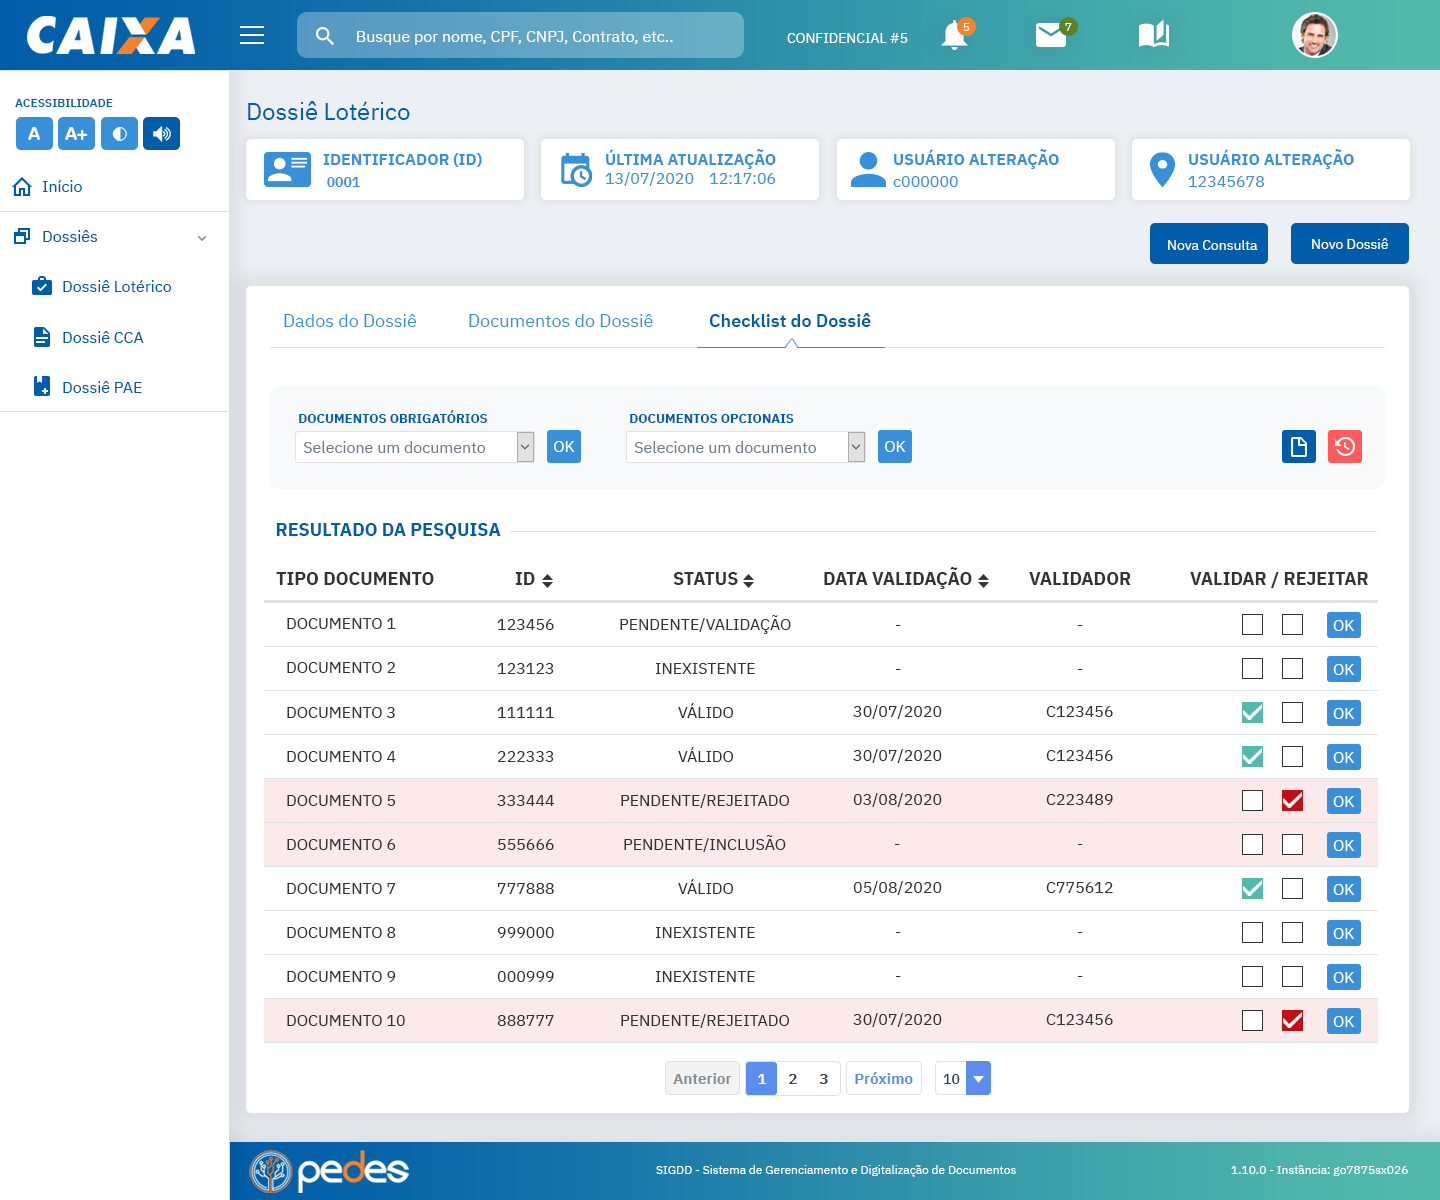 CAIXA
Busque por nome, CPF, CNPJ, Contrato, etc..
CONFIDENCIAL #5
5
7
ACESSIBILIDADE
A A+
Início
Dossiês
Dossiê Lotérico
Dossiê CCA
Dossiê PAE
Dossiê Lotérico
IDENTIFICADOR (ID)
0001
ÚLTIMA ATUALIZAÇÃO
13/07/2020 12:17:06
USUÁRIO ALTERAÇÃO
c000000
USUÁRIO ALTERAÇÃO
12345678
Nova Consulta Novo Dossiê
Dados do Dossiê Documentos do Dossiê Checklist do Dossiê
DOCUMENTOS OBRIGATÓRIOS DOCUMENTOS OPCIONAIS
Selecione um documento OK Selecione um documento OK
RESULTADO DA PESQUISA
TIPO DOCUMENTO ID STATUS DATA VALIDAÇÃO VALIDADOR VALIDAR / REJEITAR
DOCUMENTO 1 123456 PENDENTE/VALIDAÇÃO - - OK
DOCUMENTO 2 123123 INEXISTENTE - - OK
DOCUMENTO 3 111111 VÁLIDO 30/07/2020 C123456 OK
DOCUMENTO 4 222333 VÁLIDO 30/07/2020 C123456 OK
DOCUMENTO 5 333444 PENDENTE/REJEITADO 03/08/2020 C223489 OK
DOCUMENTO 6 555666 PENDENTE/INCLUSÃO - - OK
DOCUMENTO 7 777888 VÁLIDO 05/08/2020 C775612 OK
DOCUMENTO 8 999000 INEXISTENTE - - OK
DOCUMENTO 9 000999 INEXISTENTE - - OK
DOCUMENTO 10 888777 PENDENTE/REJEITADO 30/07/2020 C123456 OK
Anterior 1 2 3 Próximo 10
pedes
SIGDD - Sistema de Gerenciamento e Digitalização de Documentos
1.10.0 - Instância: go7875sx026